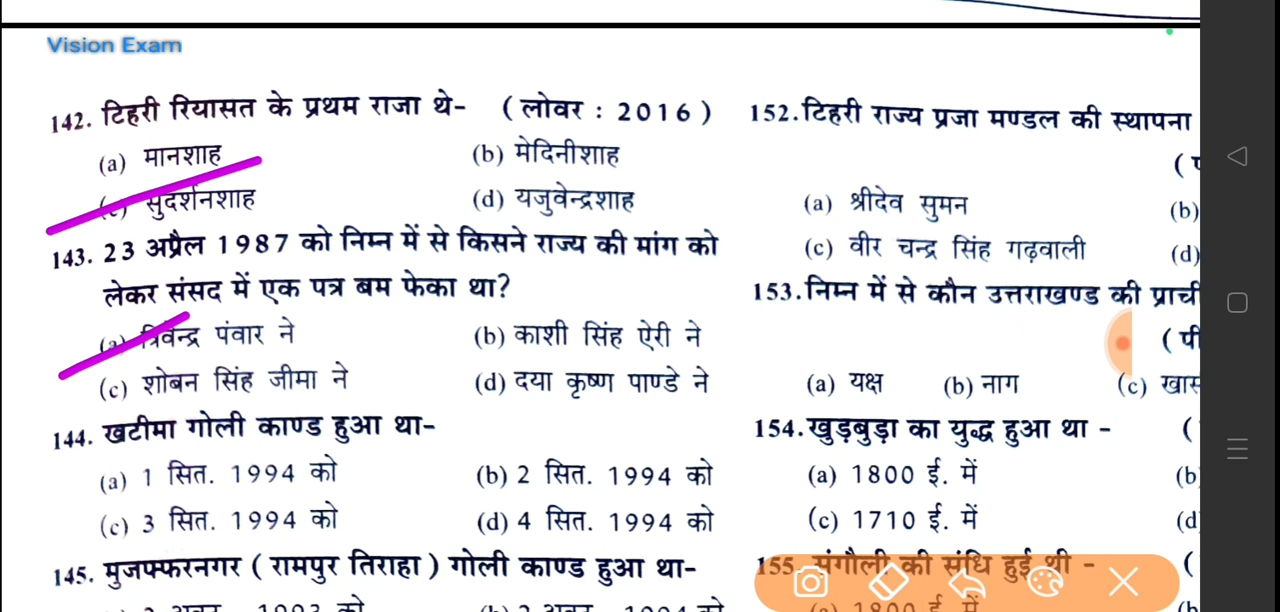 Vision Exam
142. टिहरी रियासत के प्रथम राजा थे- (लोवर : 2016)
(a) मानशाह (b) मेदिनीशाह
(c) सुदर्शनशाह (d) यजुवेन्द्रशाह
143. 23 अप्रैल 1987 को निम्न में से किसने राज्य की मांग को
लेकर संसद में एक पत्र बम फेका था?
(a) त्रिवेन्द्र पंवार ने (b) काशी सिंह ऐरी ने
(c) शोबन सिंह जीमा ने (d) दया कृष्ण पाण्डे ने
144. खटीमा गोली काण्ड हुआ था-
(a) 1 सित. 1994 को (b) 2 सित. 1994 को
(c) 3 सित. 1994 को (d) 4 सित. 1994 को
145. मुजफ्फरनगर (रामपुर तिराहा) गोली काण्ड हुआ था-
152. टिहरी राज्य प्रजा मण्डल की स्थापना
(a) श्रीदेव सुमन (b)
(c) वीर चन्द्र सिंह गढ़वाली (d)
153. निम्न में से कौन उत्तराखण्ड की
(a) यक्ष (b) नाग (c)
154. खुड़बुड़ा का युद्ध हुआ था - (
(a) 1800 ई. में (b)
(c) 1710 ई. में (d)
155. संगौली की संधि हुई थी - (